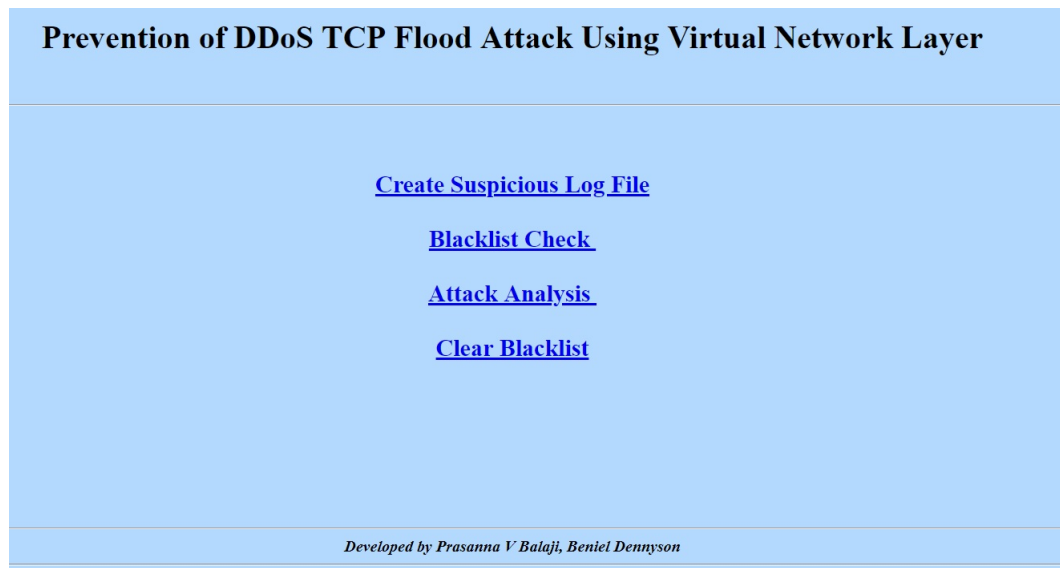 Prevention of DDoS TCP Flood Attack Using Virtual Network Layer
Create Suspicious Log File
Blacklist Check
Attack Analysis
Clear Blacklist
Developed by Prasanna V Balaji, Beniel Dennyson